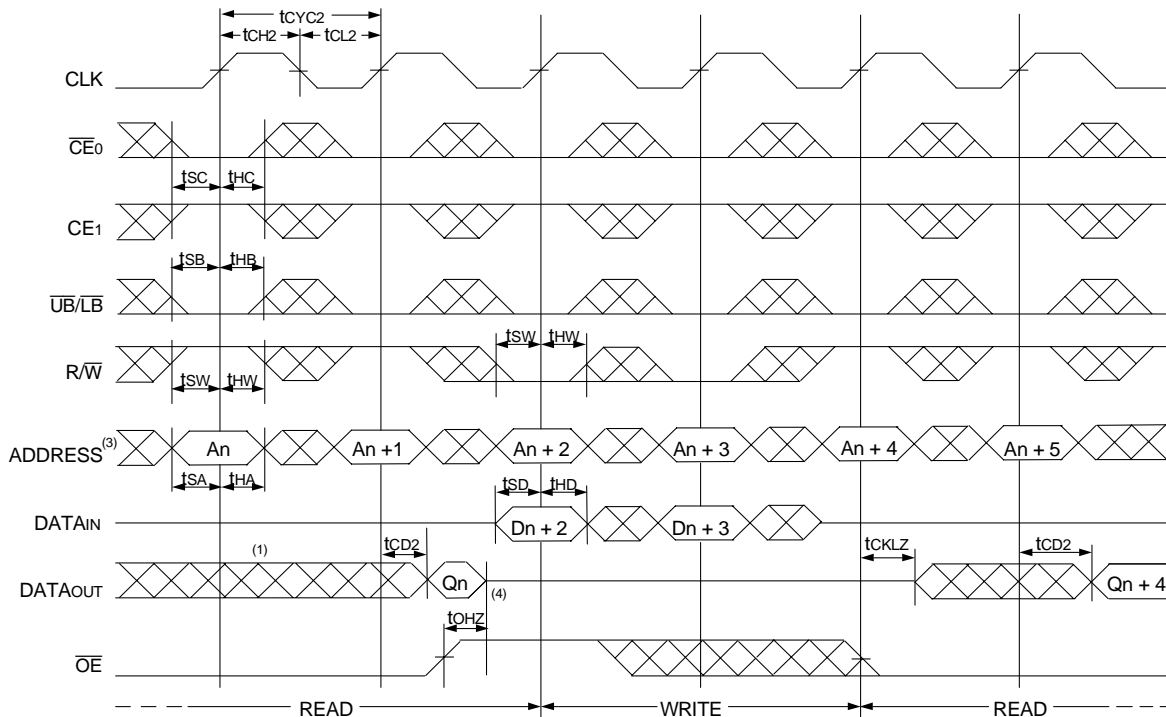 tCYC2
tCH2 tCL2
CLK
CE0
tSC tHC
CE1
tSB tHB
UB/LB
tSW tHW
R/W
tSW tHW
ADDRESS(3) An An +1 An + 2 An + 3 An + 4 An + 5
tSA tHA tSD tHD
DATAIN Dn + 2 Dn + 3
(1) tCD2 tCKLZ tCD2
DATAOUT Qn (4) Qn + 4
tOHZ
OE
READ WRITE READ